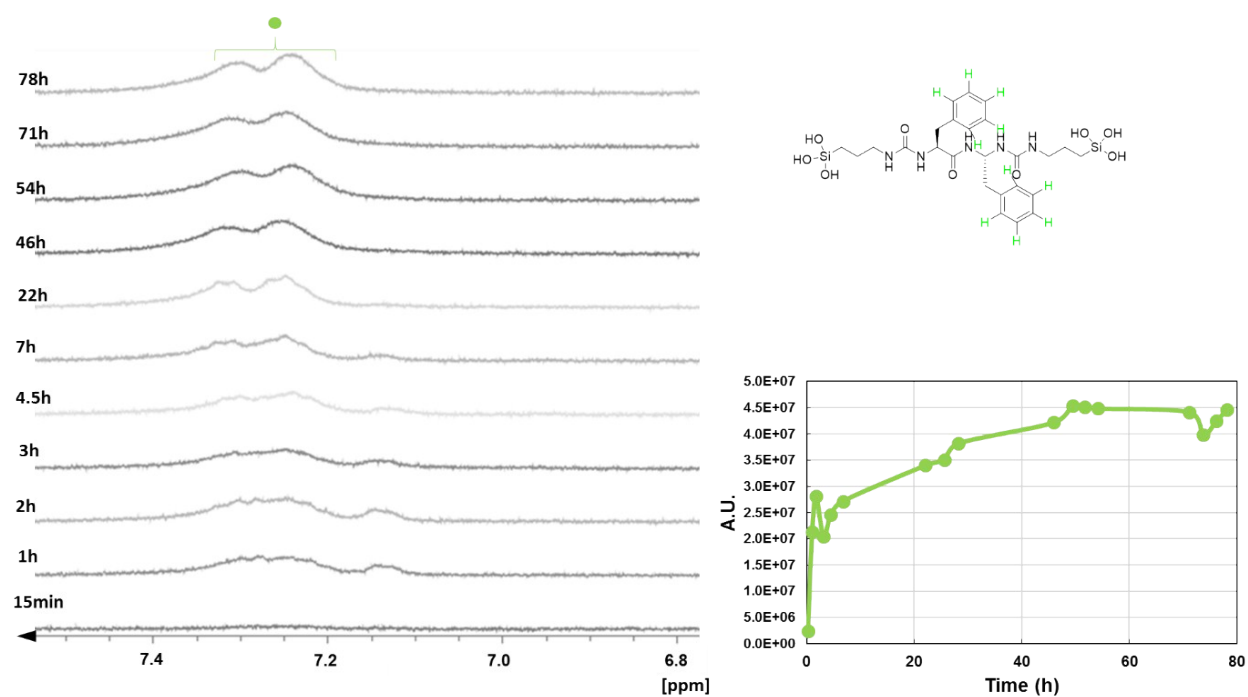 78h
71h
54h
46h
22h
7h
4.5h
3h
2h
1h
15min
7.4 7.2 7.0 6.8
[ppm]
H
H H
H H
HO OH O H H H H H OH HO
HO Si N N N N N Si OH
OH H H O O HO
H H
H H
H
5.0E+07
4.5E+07
4.0E+07
3.5E+07
3.0E+07
2.5E+07
2.0E+07
1.5E+07
1.0E+07
5.0E+06
0.0E+00
A.U.
0 20 40 60 80
Time (h)